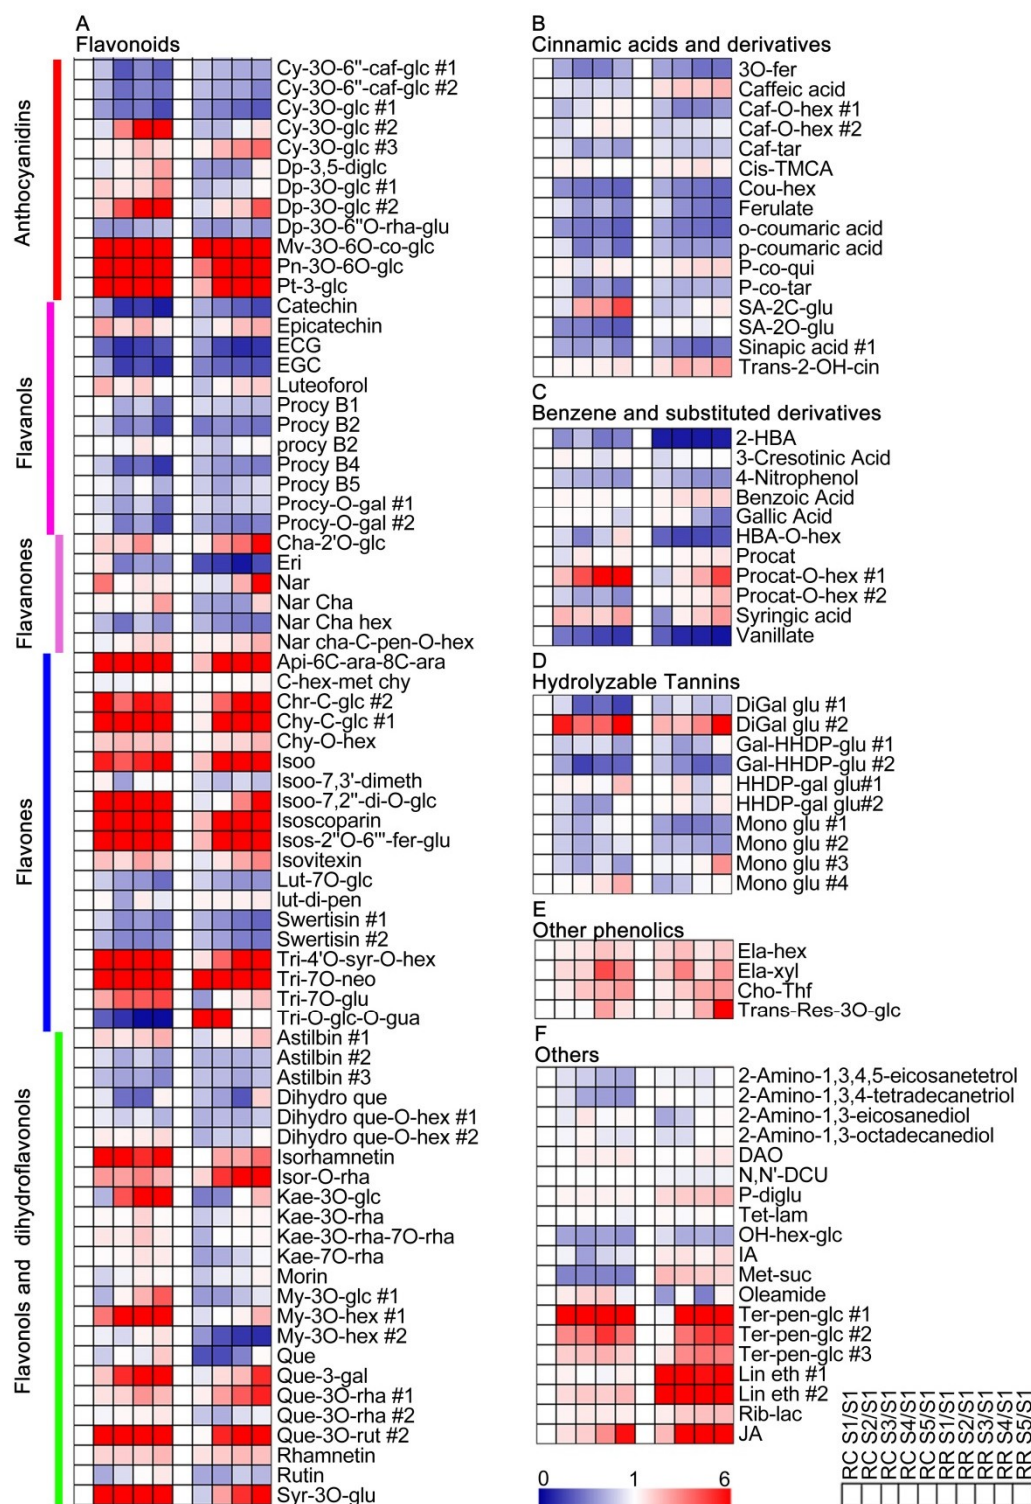 A
Flavonoids
Anthocyanidins
Cy-3O-6"-caf-glc #1
Cy-3O-6"-caf-glc #2
Cy-3O-glc #1
Cy-3O-glc #2
Cy-3O-glc #3
Dp-3,5-diglc
Dp-3O-glc #1
Dp-3O-glc #2
Dp-3O-6"O-rha-glu
Mv-3O-6O-co-glc
Pn-3O-6O-glc
Pt-3-glc
Flavanols
Catechin
Epicatechin
ECG
EGC
Luteoforol
Procy B1
Procy B2
procy B2
Procy B4
Procy B5
Procy-O-gal #1
Procy-O-gal #2
Flavanones
Cha-2'O-glc
Eri
Nar
Nar Cha
Nar Cha hex
Nar cha-C-pen-O-hex
Flavones
Api-6C-ara-8C-ara
C-hex-met chy
Chr-C-glc #2
Chy-C-glc #1
Chy-O-hex
Isoo
Isoo-7,3'-dimeth
Isoo-7,2"-di-O-glc
Isoscoparin
Isos-2"O-6'"-fer-glu
Isovitexin
Lut-7O-glc
lut-di-pen
Swertisin #1
Swertisin #2
Tri-4'O-syr-O-hex
Tri-7O-neo
Tri-7O-glu
Tri-O-glc-O-gua
Flavonols and dihydroflavonols
Astilbin #1
Astilbin #2
Astilbin #3
Dihydro que
Dihydro que-O-hex #1
Dihydro que-O-hex #2
Isorhamnetin
Isor-O-rha
Kae-3O-glc
Kae-3O-rha
Kae-3O-rha-7O-rha
Kae-7O-rha
Morin
My-3O-glc #1
My-3O-hex #1
My-3O-hex #2
Que
Que-3-gal
Que-3O-rha #1
Que-3O-rha #2
Que-3O-rut #2
Rhamnetin
Rutin
Syr-3O-glu
B
Cinnamic acids and derivatives
3O-fer
Caffeic acid
Caf-O-hex #1
Caf-O-hex #2
Caf-tar
Cis-TMCA
Cou-hex
Ferulate
o-coumaric acid
p-coumaric acid
P-co-qui
P-co-tar
SA-2C-glu
SA-2O-glu
Sinapic acid #1
Trans-2-OH-cin
C
Benzene and substituted derivatives
2-HBA
3-Cresotinic Acid
4-Nitrophenol
Benzoic Acid
Gallic Acid
HBA-O-hex
Procat
Procat-O-hex #1
Procat-O-hex #2
Syringic acid
Vanillate
D
Hydrolyzable Tannins
DiGal glu #1
DiGal glu #2
Gal-HHDP-glu #1
Gal-HHDP-glu #2
HHDP-gal glu#1
HHDP-gal glu#2
Mono glu #1
Mono glu #2
Mono glu #3
Mono glu #4
E
Other phenolics
Ela-hex
Ela-xyl
Cho-Thf
Trans-Res-3O-glc
F
Others
2-Amino-1,3,4,5-eicosanetetrol
2-Amino-1,3,4-tetradecanetriol
2-Amino-1,3-eicosanediol
2-Amino-1,3-octadecanediol
DAO
N,N'-DCU
P-diglu
Tet-lam
OH-hex-glc
IA
Met-suc
Oleamide
Ter-pen-glc #1
Ter-pen-glc #2
Ter-pen-glc #3
Lin eth #1
Lin eth #2
Rib-lac
JA
0 1 6
RC S1/S1
RC S2/S1
RC S3/S1
RC S4/S1
RC S5/S1
RR S1/S1
RR S2/S1
RR S3/S1
RR S4/S1
RR S5/S1